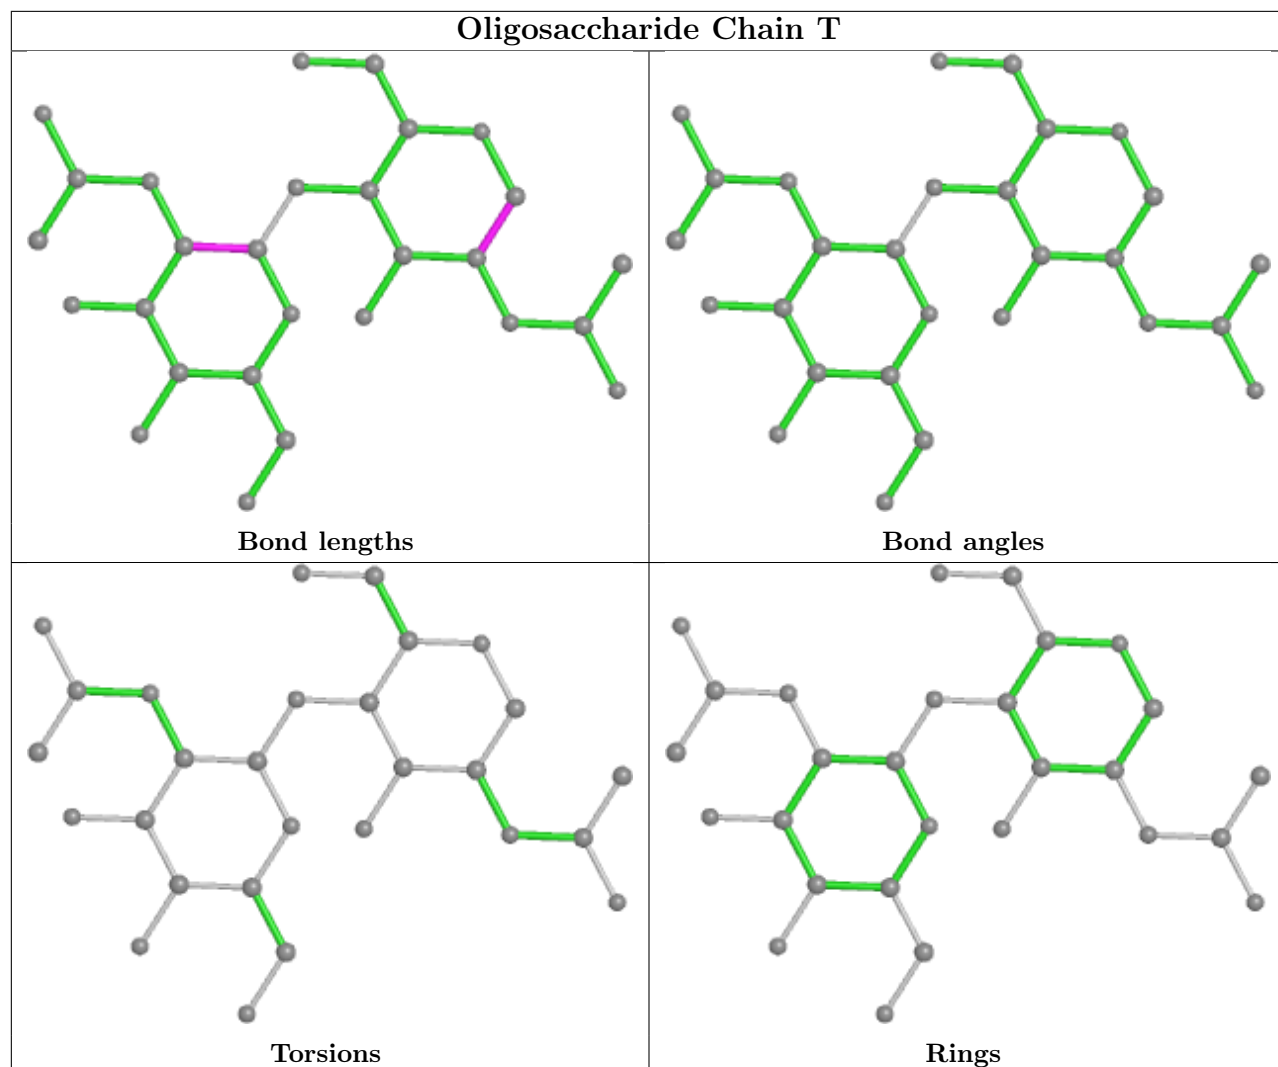 Oligosaccharide Chain T
Bond lengths
Bond angles
Torsions
Rings